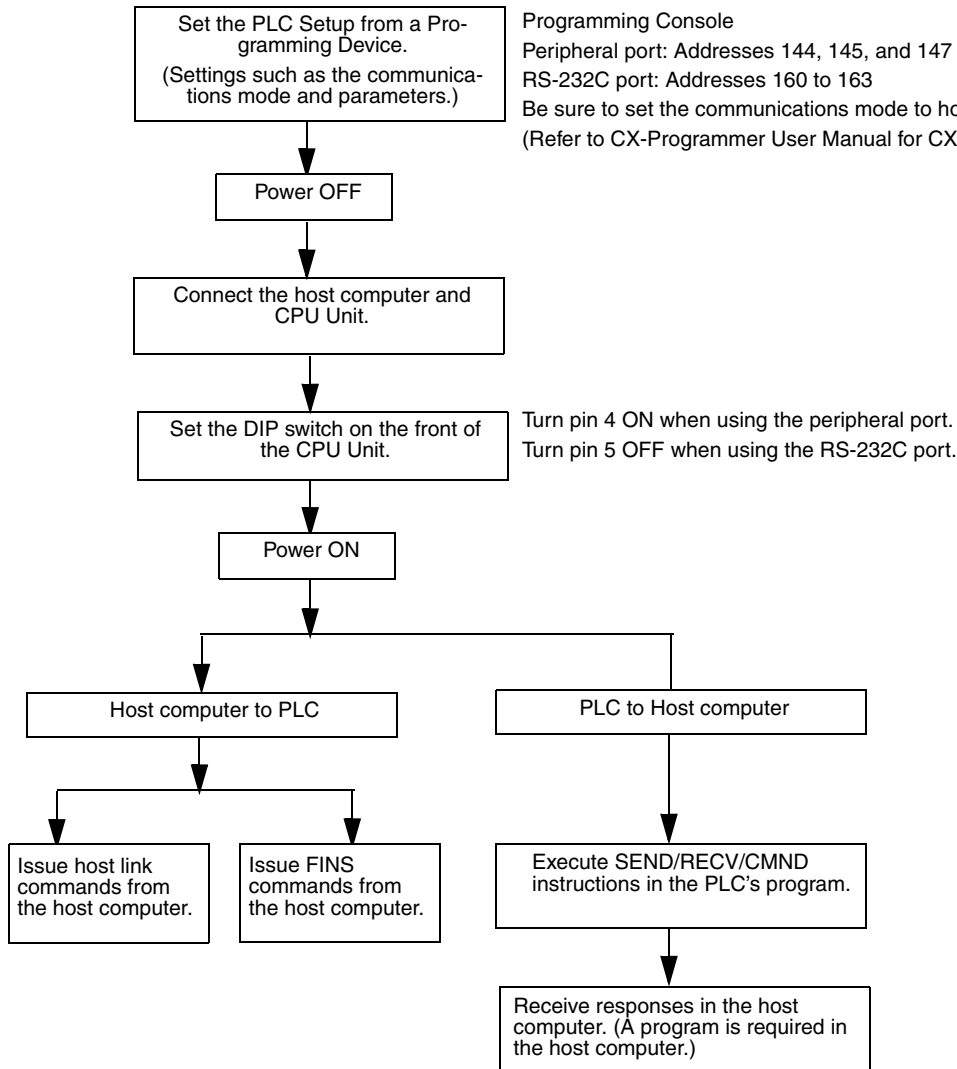 Set the PLC Setup from a Pro-
gramming Device.
(Settings such as the communica-
tions mode and parameters.)
Programming Console
Peripheral port: Addresses 144, 145, and 147
RS-232C port: Addresses 160 to 163
Be sure to set the communications mode to
(Refer to CX-Programmer User Manual for
Power OFF
Connect the host computer and
CPU Unit.
Set the DIP switch on the front of
the CPU Unit.
Turn pin 4 ON when using the peripheral port.
Turn pin 5 OFF when using the RS-232C port.
Power ON
Host computer to PLC
PLC to Host computer
Issue host link
commands from
the host computer.
Issue FINS
commands from
the host computer.
Execute SEND/RECV/CMND
instructions in the PLC's program.
Receive responses in the host
computer. (A program is required in
the host computer.)